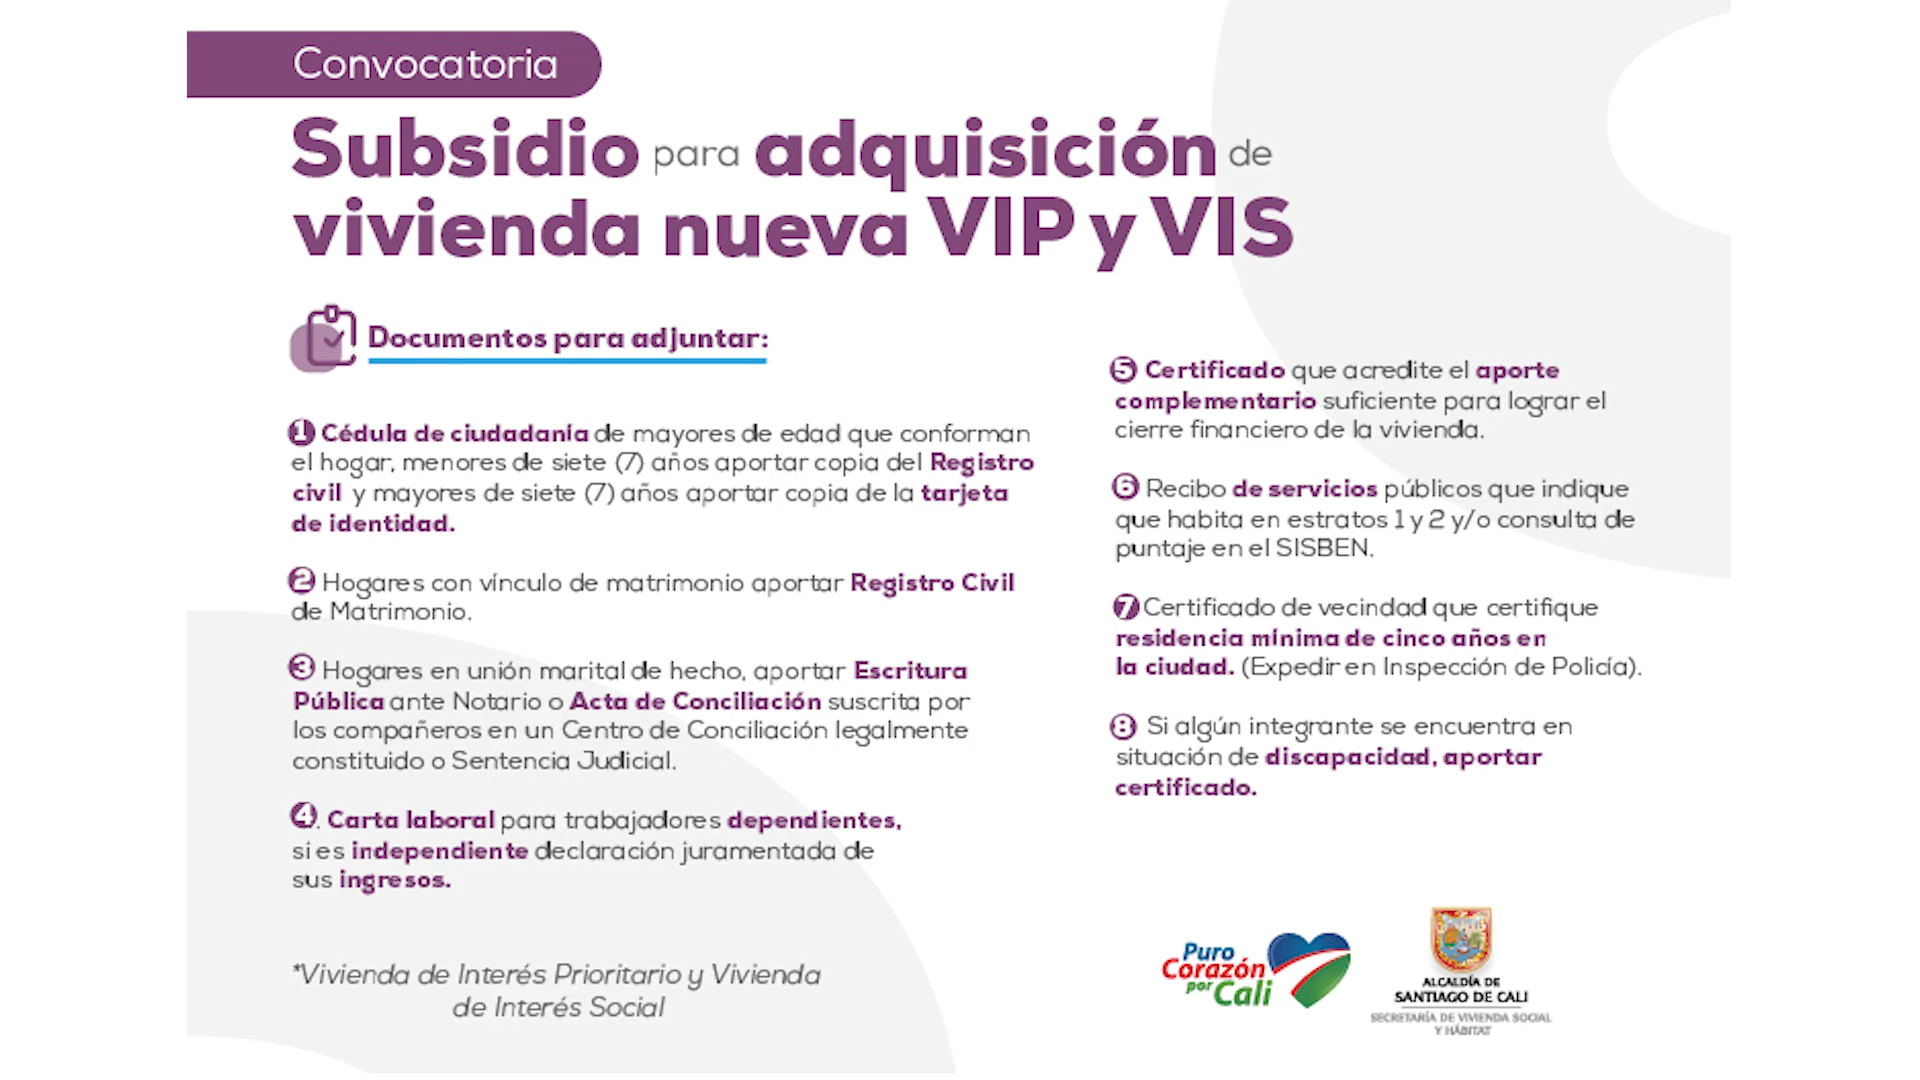 Convocatoria
Subsidio para adquisición de
vivienda nueva VIP y VIS
Documentos para adjuntar:
1 Cédula de ciudadanía de mayores de edad que conforman
el hogar, menores de siete (7) años aportar copia del Registro
civil y mayores de siete (7) años aportar copia de la tarjeta
de identidad.
2 Hogares con vínculo de matrimonio aportar Registro Civil
de Matrimonio.
3 Hogares en unión marital de hecho, aportar Escritura
Pública ante Notario o Acta de Conciliación suscrita por
los compañeros en un Centro de Conciliación legalmente
constituido o Sentencia Judicial.
4. Carta laboral para trabajadores dependientes,
si es independiente declaración juramentada de
sus ingresos.
*Vivienda de Interés Prioritario y Vivienda
de Interés Social
5 Certificado que acredite el aporte
complementario suficiente para lograr el
cierre financiero de la vivienda.
6 Recibo de servicios públicos que indique
que habita en estratos 1 y 2 y/o consulta de
puntaje en el SISBEN.
7 Certificado de vecindad que certifique
residencia mínima de cinco años en
la ciudad. (Expedir en Inspección de Policía).
8 Si algún integrante se encuentra en
situación de discapacidad, aportar
certificado.
Puro
Corazón
por Cali
ALCALDÍA DE
SANTIAGO DE CALI
SECRETARÍA DE VIVIENDA SOCIAL
Y HÁBITAT